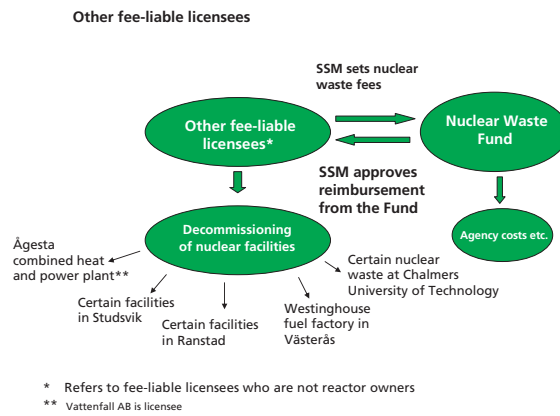 Other fee-liable licensees
SSM sets nuclear
waste fees
Other fee-liable
licensees*
Nuclear Waste
Fund
SSM approves
reimbursement
from the Fund
Decommissioning
of nuclear facilities
Agency costs etc.
Ågesta
combined heat
and power plant**
Certain facilities
in Studsvik
Certain facilities
in Ranstad
Westinghouse
fuel factory in
Västerås
Certain nuclear
waste at Chalmers
University of Technology
* Refers to fee-liable licensees who are not reactor owners
** Vattenfall AB is licensee